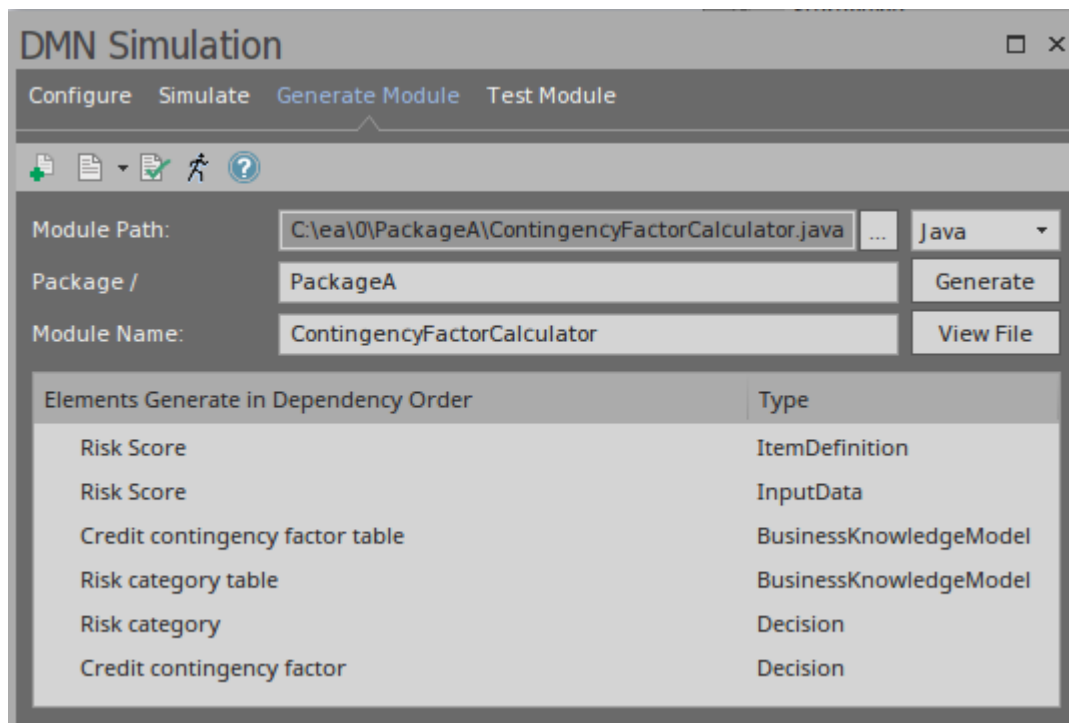 DMN Simulation
Configure Simulate Generate Module Test Module
Module Path: C:\ea\0\PackageA\ContingencyFactorCalculator.java ... Java
Package / PackageA Generate
Module Name: ContingencyFactorCalculator View File
Elements Generate in Dependency Order Type
Risk Score ItemDefinition
Risk Score InputData
Credit contingency factor table BusinessKnowledgeModel
Risk category table BusinessKnowledgeModel
Risk category Decision
Credit contingency factor Decision